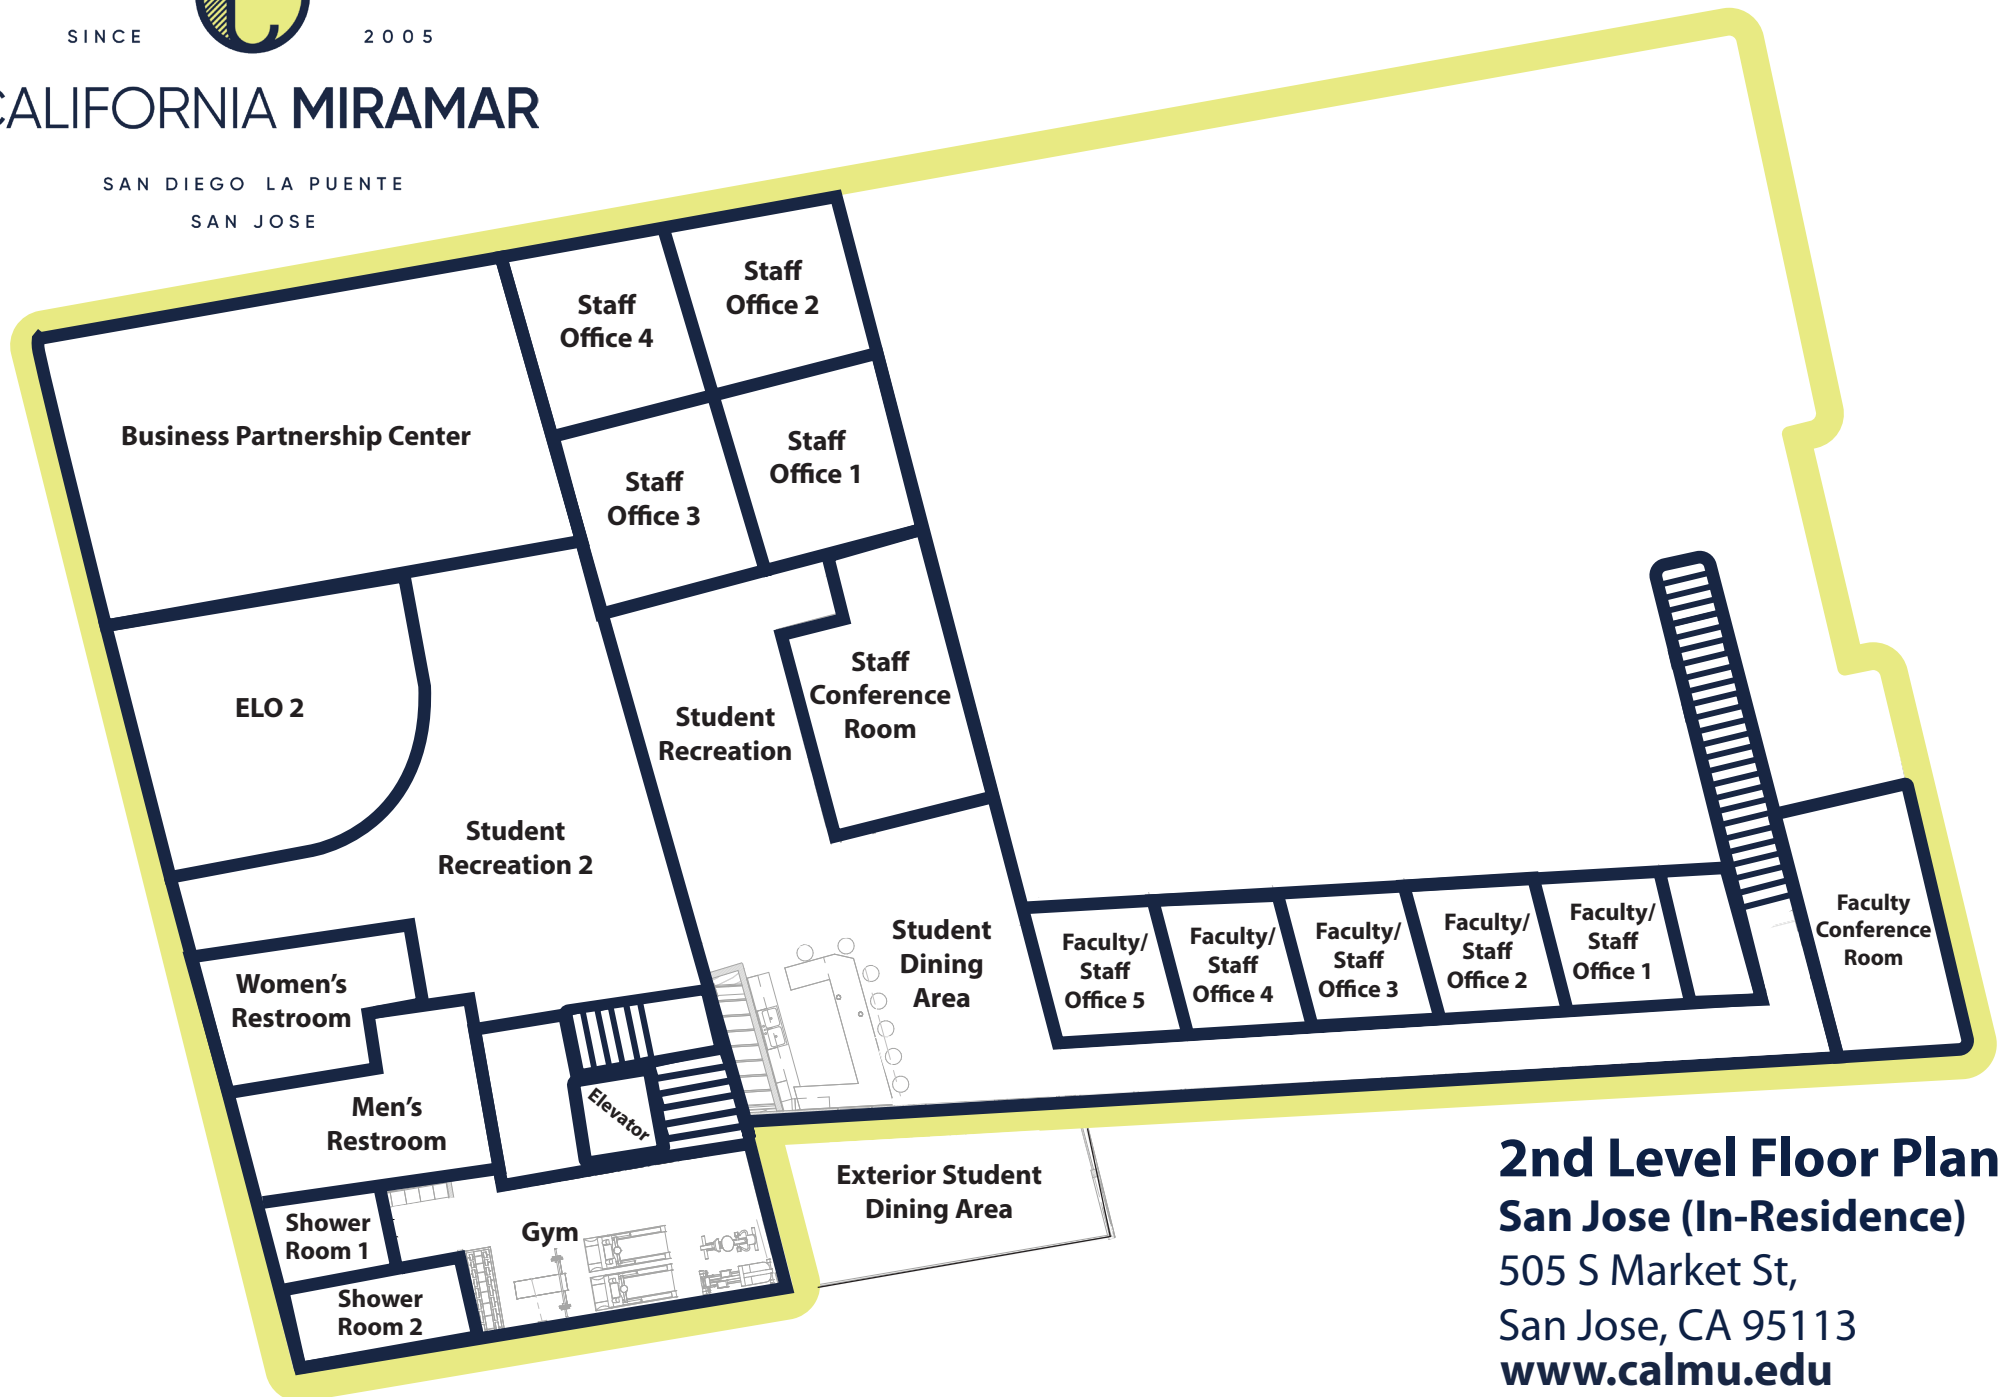 SINCE 2005
CALIFORNIA MIRAMAR
SAN DIEGO LA PUENTE
SAN JOSE
Staff
Office 2
Staff
Office 4
Business Partnership Center
Staff
Office 1
Staff
Office 3
ELO 2
Student
Recreation
Staff
Conference
Room
Student
Recreation 2
Student
Dining
Area
Faculty/
Staff
Office 5
Faculty/
Staff
Office 4
Faculty/
Staff
Office 3
Faculty/
Staff
Office 2
Faculty/
Staff
Office 1
Faculty
Conference
Room
Women's
Restroom
Men's
Restroom
Elevator
Exterior Student
Dining Area
Shower
Room 1
Gym
Shower
Room 2
2nd Level Floor Plan
San Jose (In-Residence)
505 S Market St,
San Jose, CA 95113
www.calmu.edu